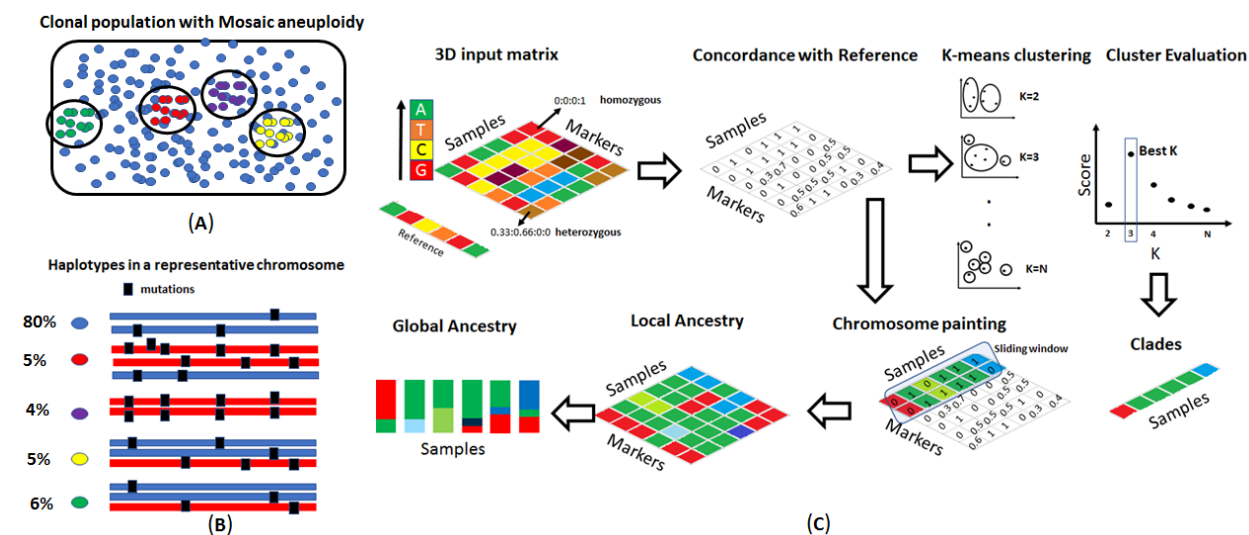 Clonal population with Mosaic aneuploidy
(A)
Haplotypes in a representative chromosome
mutations
80%
5%
4%
5%
6%
(B)
3D input matrix
A
T
C
G
Samples
Markers
0:0:0:1 homozygous
0.33:0.66:0:0 heterozygous
Reference
Concordance with Reference
Samples
Markers
K-means clustering
K=2
K=3
K=N
Cluster Evaluation
Score
Best K
2 3 4 N
K
Clades
Samples
Chromosome painting
Samples
Sliding window
Markers
Local Ancestry
Samples
Markers
Global Ancestry
Samples
(C)